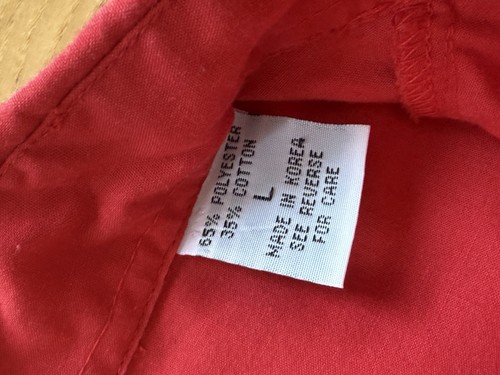 65% POLYESTER
35% COTTON
L
MADE IN KOREA
SEE REVERSE
FOR CARE